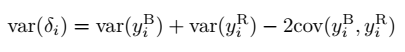 var(δ_i) = var(y_i^B) + var(y_i^R) − 2cov(y_i^B, y_i^R)